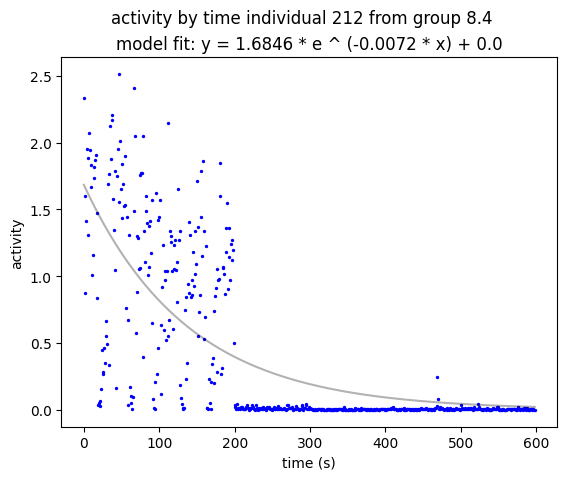 activity by time individual 212 from group 8.4
model fit: y = 1.6846 * e ^ (-0.0072 * x) + 0.0
2.5
2.0
1.5
1.0
0.5
0.0
activity
0 100 200 300 400 500 600
time (s)